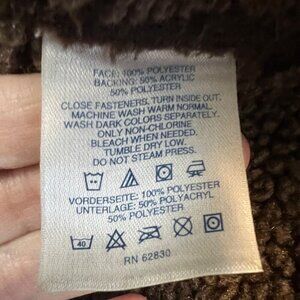 FACE: 100% POLYESTER
BACKING: 50% ACRYLIC
50% POLYESTER
CLOSE FASTENERS. TURN INSIDE OUT.
MACHINE WASH WARM NORMAL.
WASH DARK COLORS SEPARATELY.
ONLY NON-CHLORINE
BLEACH WHEN NEEDED.
TUMBLE DRY LOW.
DO NOT STEAM PRESS.
VORDERSEITE: 100% POLYESTER
UNTERLAGE: 50% POLYACRYL
50% POLYESTER
40
RN 62830